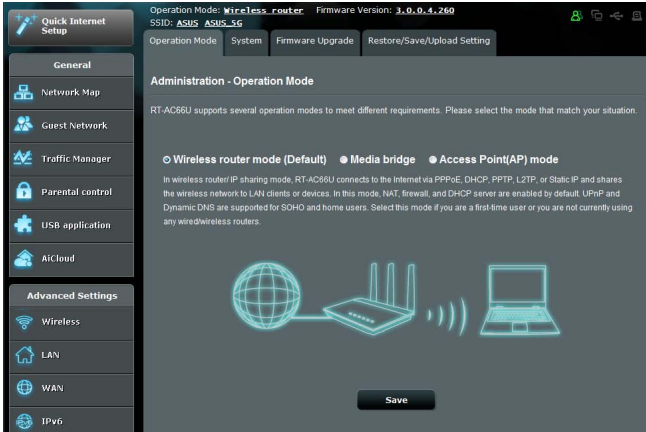 Quick Internet
Setup
General
Network Map
Guest Network
Traffic Manager
Parental control
USB application
AiCloud
Advanced Settings
Wireless
LAN
WAN
IPv6
Operation Mode: Wireless router Firmware Version: 3.0.0.4.260
SSID: ASUS ASUS_5G
Operation Mode System Firmware Upgrade Restore/Save/Upload Setting
Administration - Operation Mode
RT-AC66U supports several operation modes to meet different requirements. Please select the mode that match your situation.
Wireless router mode (Default) Media bridge Access Point(AP) mode
In wireless router/ IP sharing mode, RT-AC66U connects to the Internet via PPPoE, DHCP, PPTP, L2TP, or Static IP and shares
the wireless network to LAN clients or devices. In this mode, NAT, firewall, and DHCP server are enabled by default. UPnP and
Dynamic DNS are supported for SOHO and home users. Select this mode if you are a first-time user or you are not currently using
any wired/wireless routers.
Save